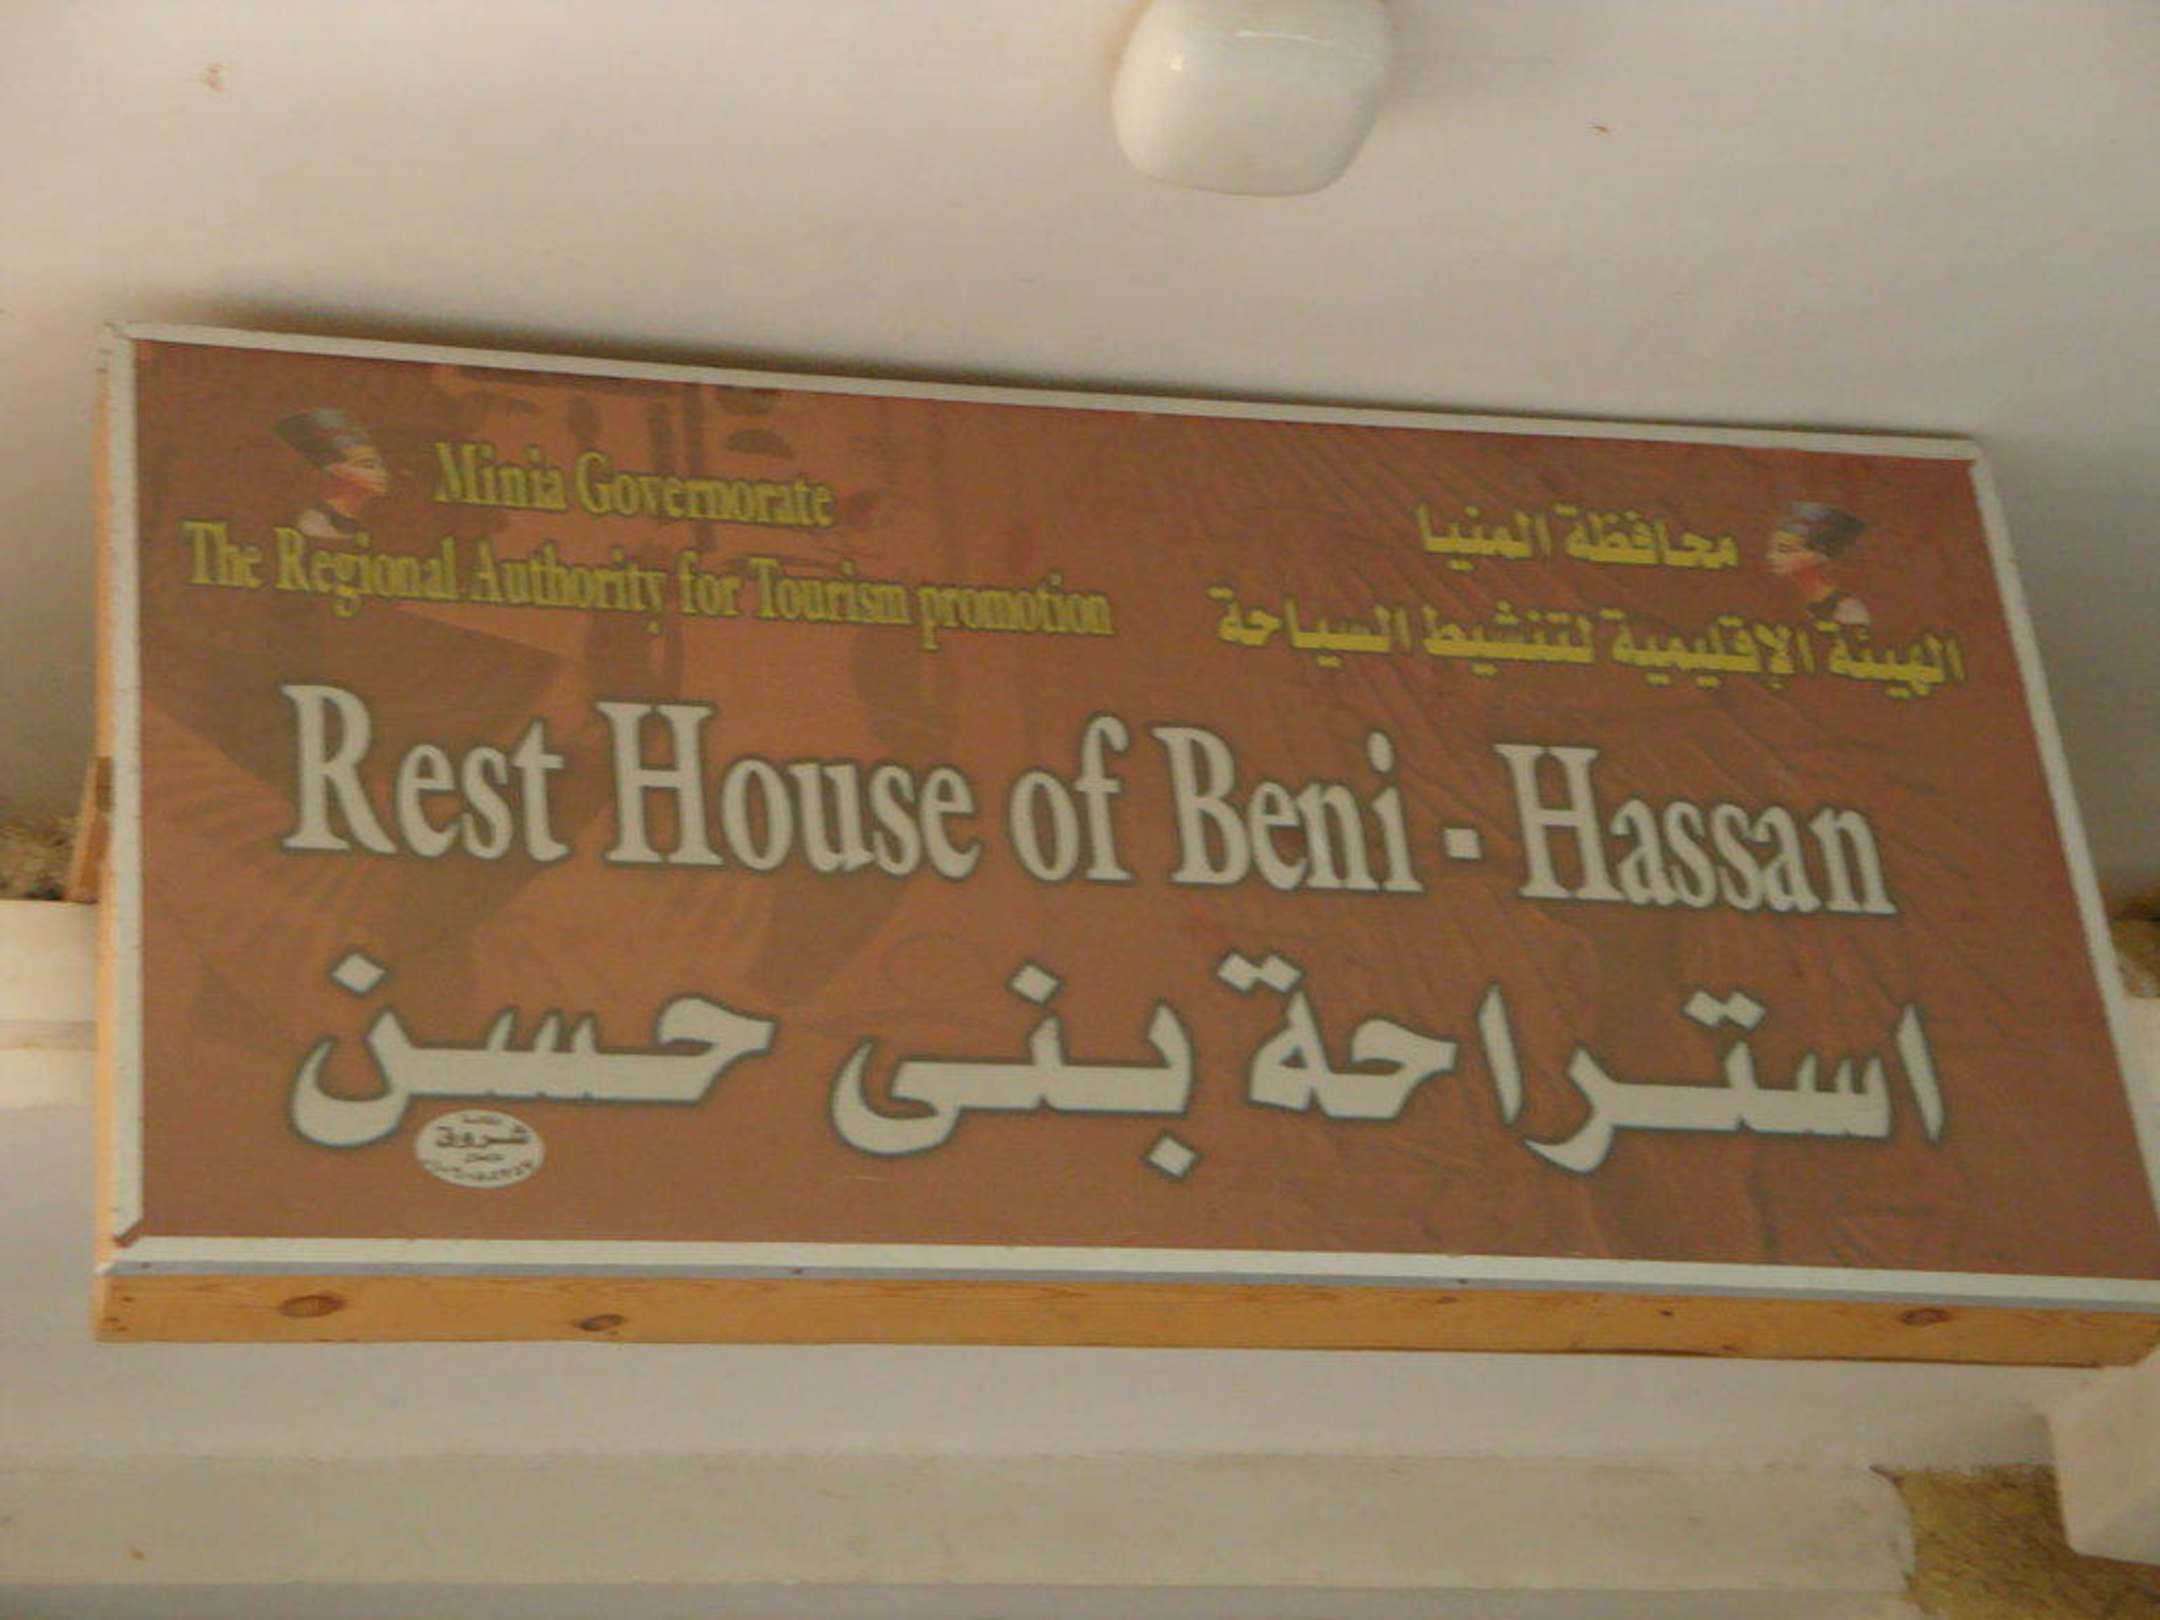 Minia Governorate
The Regional Authority for Tourism promotion
محافظة المنيا
الهيئة الإقليمية لتنشيط السياحة
Rest House of Beni - Hassan
استراحة بنى حسن
شروق